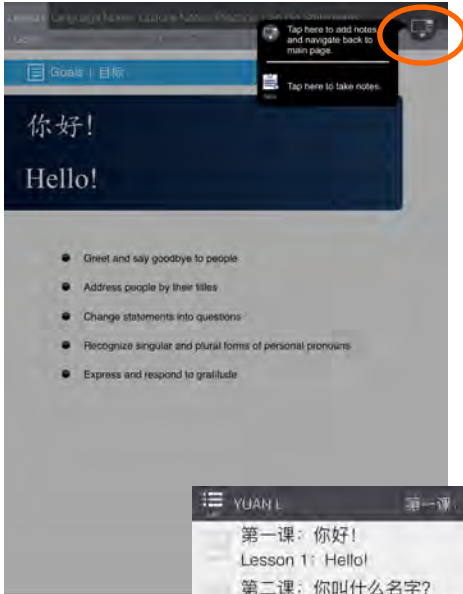 Tap here to add notes
and navigate back to
main page.
Tap here to take notes.
Goals | 目标
你好！
Hello!
Greet and say goodbye to people
Address people by their titles
Change statements into questions
Recognize singular and plural forms of personal pronouns
Express and respond to gratitude
YUAN L 第一课
第一课：你好！
Lesson 1: Hello!
第二课：你叫什么名字？